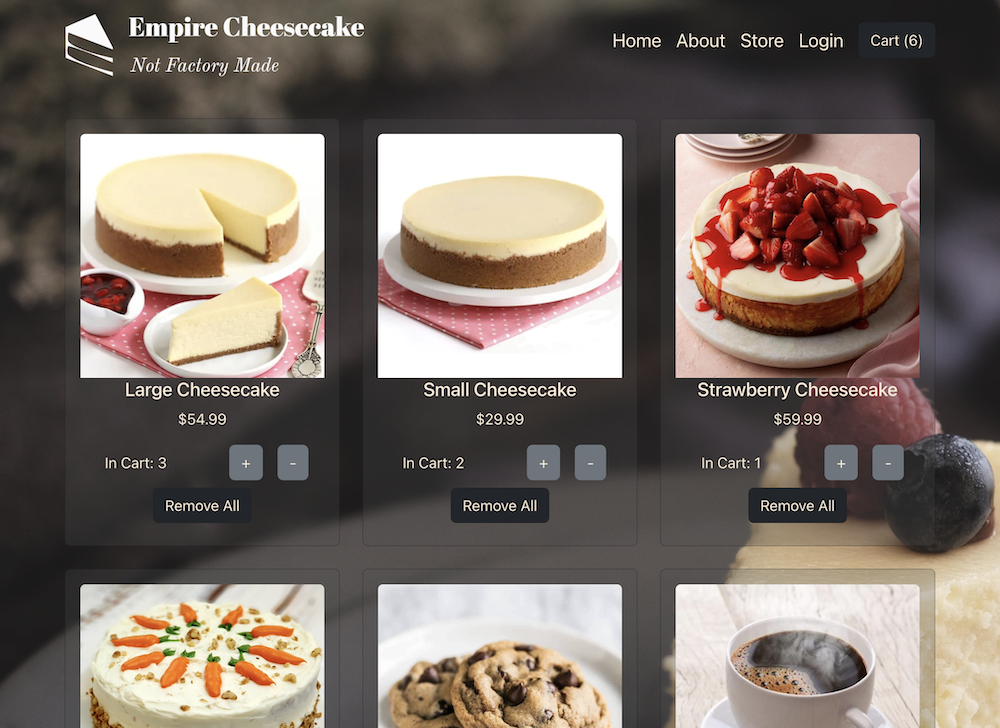 Empire Cheesecake
Not Factory Made
Home About Store Login Cart (6)
Large Cheesecake
$54.99
In Cart: 3 + -
Remove All
Small Cheesecake
$29.99
In Cart: 2 + -
Remove All
Strawberry Cheesecake
$59.99
In Cart: 1 + -
Remove All